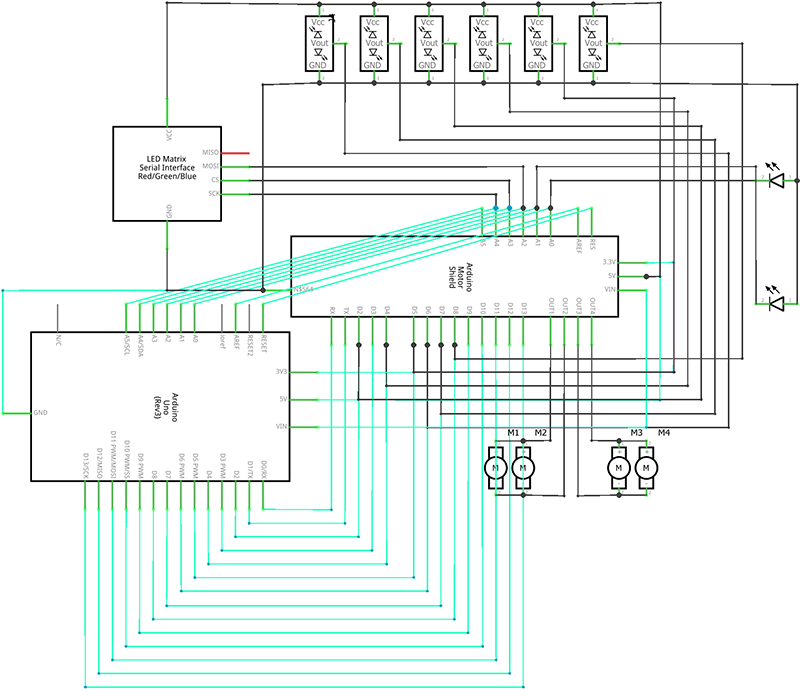 Vcc Vcc Vcc Vcc Vcc Vcc
Vout Vout Vout Vout Vout Vout
GND GND GND GND GND GND
VCC
LED Matrix
Serial Interface
Red/Green/Blue
MISO
MOSI
CS
SCK
GND
A5 A4 A3 A2 A1 A0 AREF RES
Arduino
Motor
Shield
3.3V
5V
VIN
RX TX D2 D3 D4 D5 D6 D7 D8 D9 D10 D11 D12 D13 OUT1 OUT2 OUT3 OUT4
N/C A5/SCL A4/SDA A3 A2 A1 A0 ioref AREF RESET2 RESET
Arduino
Uno
(Rev3)
3V3
5V
VIN
GND
D13/SCK D12/MISO D11 PWM/MOSI D10 PWM/SS D9 PWM D8 D7 D6 PWM D5 PWM D4 D3 PWM D2 D1/TX D0/RX
M1 M2 M3 M4
M M M M